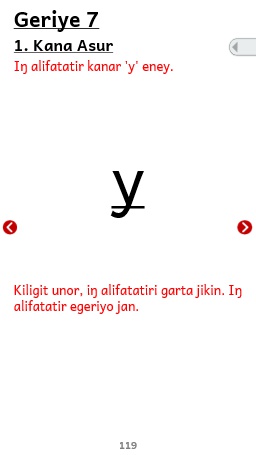 Geriye 7
1. Kana Asur
Iŋ alifatatir kanar 'y' eney.
y
Kiligit unor, iŋ alifatatiri garta jikin. Iŋ
alifatatir egeriyo jan.
119